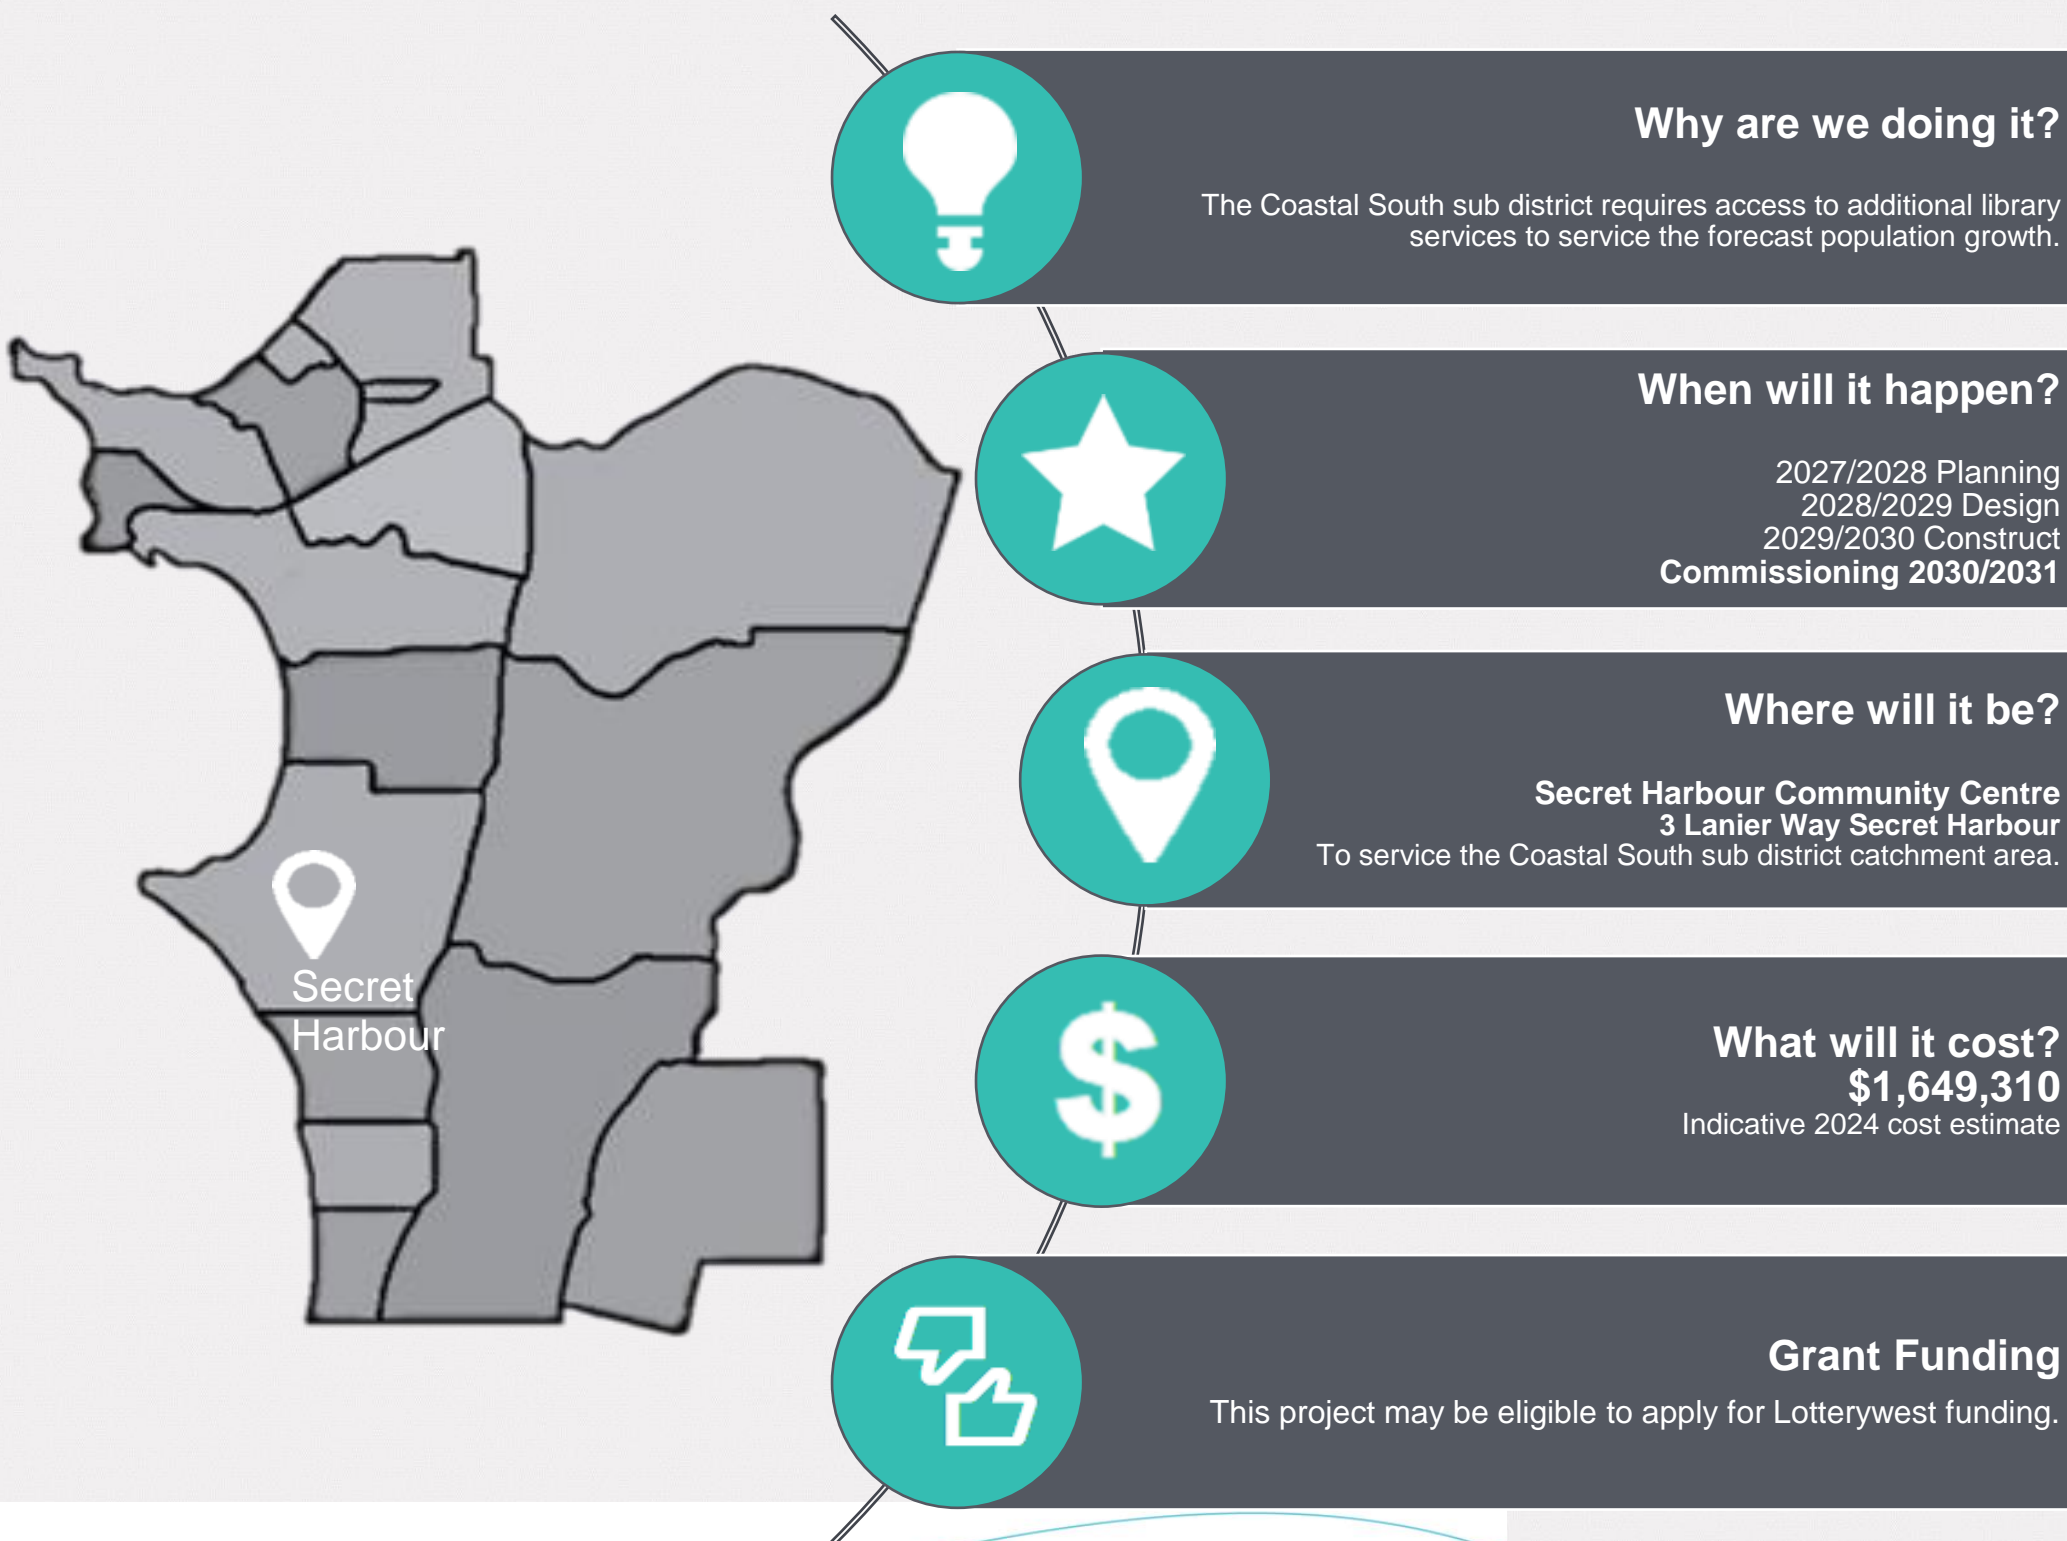 Why are we doing it?
The Coastal South sub district requires access to additional library
services to service the forecast population growth.
When will it happen?
2027/2028 Planning
2028/2029 Design
2029/2030 Construct
Commissioning 2030/2031
Where will it be?
Secret Harbour Community Centre
3 Lanier Way Secret Harbour
To service the Coastal South sub district catchment area.
Secret
Harbour
What will it cost?
$1,649,310
Indicative 2024 cost estimate
Grant Funding
This project may be eligible to apply for Lotterywest funding.